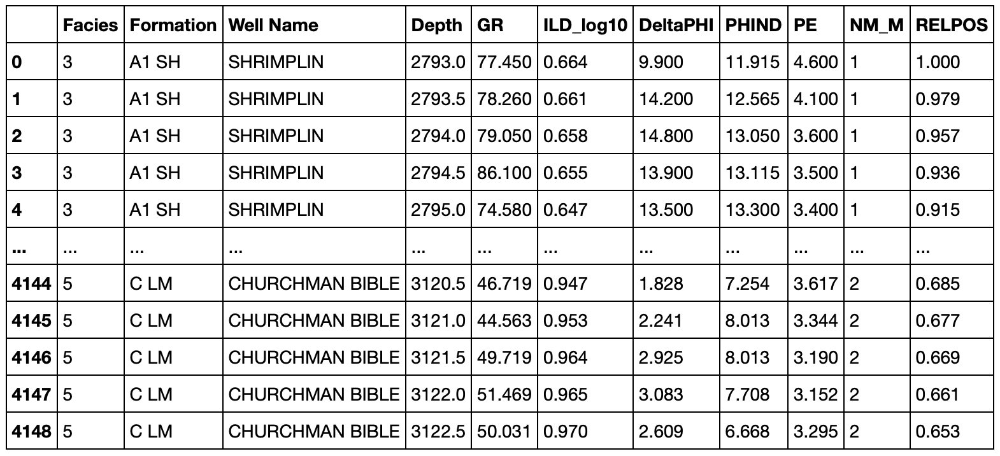 Facies Formation Well Name Depth GR ILD_log10 DeltaPHI PHIND PE NM_M RELPOS
0 3 A1 SH SHRIMPLIN 2793.0 77.450 0.664 9.900 11.915 4.600 1 1.000
1 3 A1 SH SHRIMPLIN 2793.5 78.260 0.661 14.200 12.565 4.100 1 0.979
2 3 A1 SH SHRIMPLIN 2794.0 79.050 0.658 14.800 13.050 3.600 1 0.957
3 3 A1 SH SHRIMPLIN 2794.5 86.100 0.655 13.900 13.115 3.500 1 0.936
4 3 A1 SH SHRIMPLIN 2795.0 74.580 0.647 13.500 13.300 3.400 1 0.915
... ... ... ... ... ... ... ... ... ... ... ...
4144 5 C LM CHURCHMAN BIBLE 3120.5 46.719 0.947 1.828 7.254 3.617 2 0.685
4145 5 C LM CHURCHMAN BIBLE 3121.0 44.563 0.953 2.241 8.013 3.344 2 0.677
4146 5 C LM CHURCHMAN BIBLE 3121.5 49.719 0.964 2.925 8.013 3.190 2 0.669
4147 5 C LM CHURCHMAN BIBLE 3122.0 51.469 0.965 3.083 7.708 3.152 2 0.661
4148 5 C LM CHURCHMAN BIBLE 3122.5 50.031 0.970 2.609 6.668 3.295 2 0.653